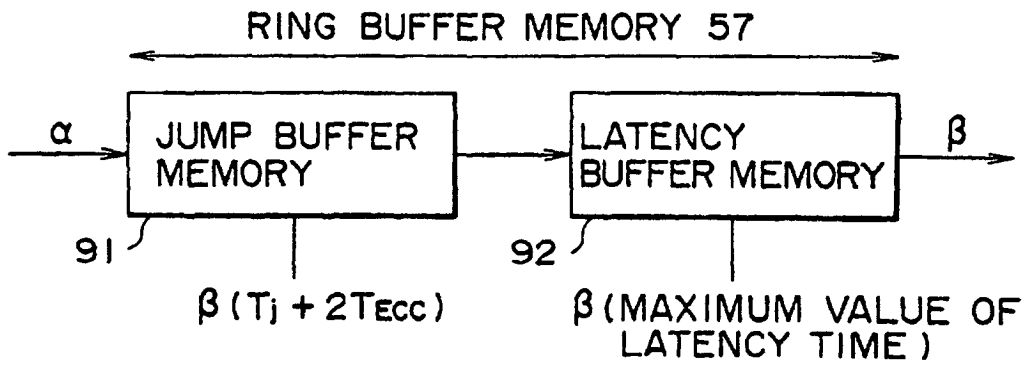 RING BUFFER MEMORY 57
α
JUMP BUFFER
MEMORY
LATENCY
BUFFER MEMORY
β
91
92
β(Tj + 2TECC)
β(MAXIMUM VALUE OF
LATENCY TIME)